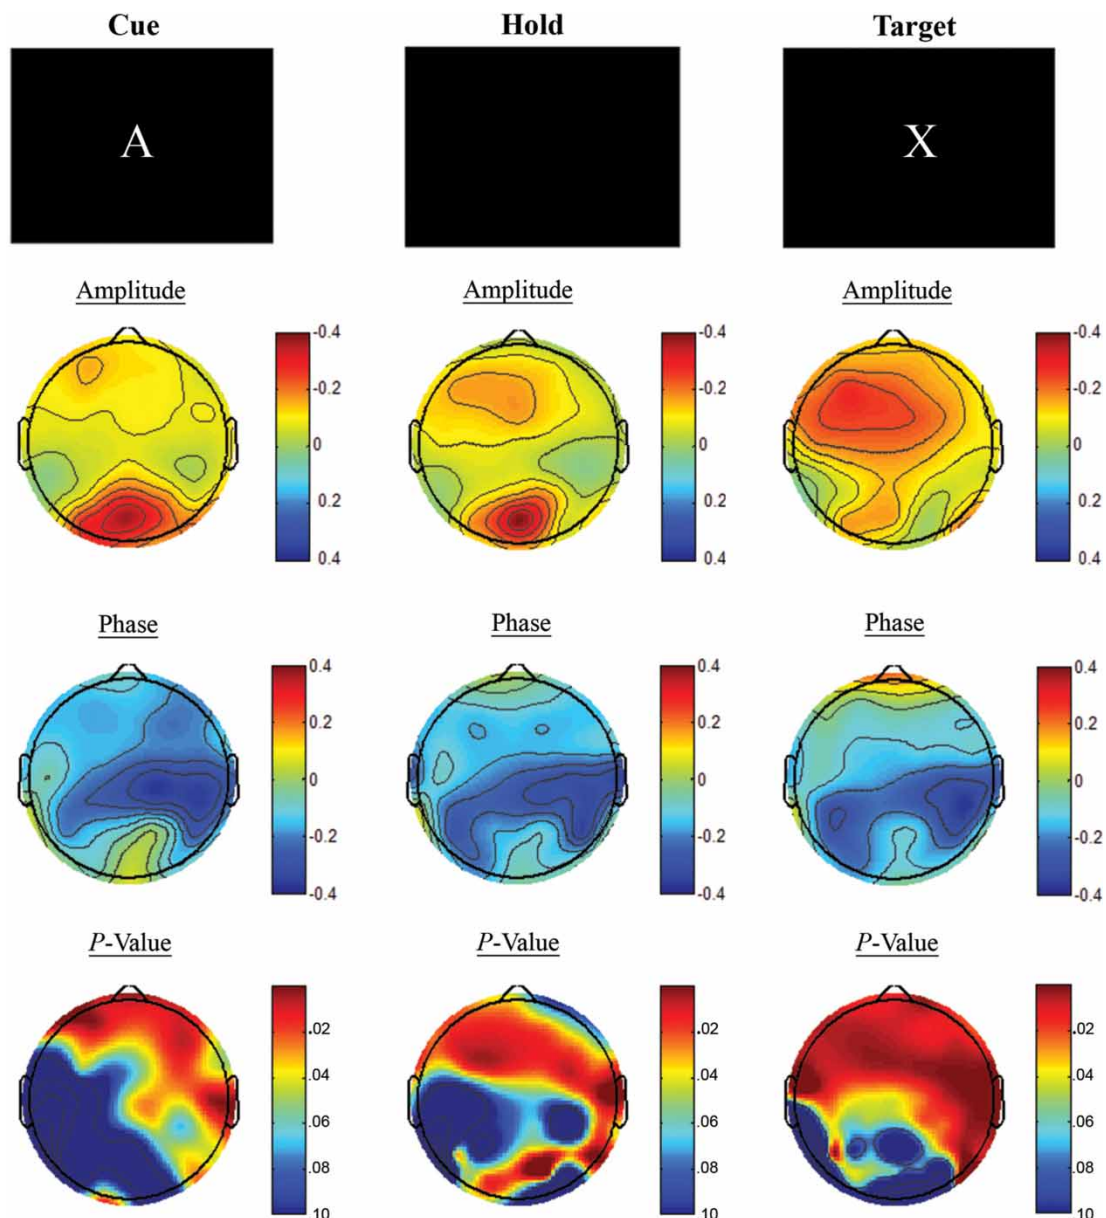 Cue Hold Target
A X
Amplitude Amplitude Amplitude
-0.4 -0.4 -0.4
-0.2 -0.2 -0.2
0 0 0
0.2 0.2 0.2
0.4 0.4 0.4
Phase Phase Phase
0.4 0.4 0.4
0.2 0.2 0.2
0 0 0
-0.2 -0.2 -0.2
-0.4 -0.4 -0.4
P-Value P-Value P-Value
.02 .02 .02
.04 .04 .04
.06 .06 .06
.08 .08 .08
.10 .10 .10